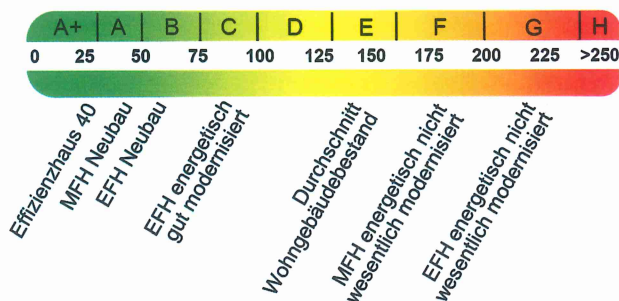 A+ A B C D E F G H
0 25 50 75 100 125 150 175 200 225 >250
Effizienzhaus 40
MFH Neubau
EFH Neubau
EFH energetisch
gut modernisiert
Durchschnitt
Wohngebäudebestand
MFH energetisch nicht
wesentlich modernisiert
EFH energetisch nicht
wesentlich modernisiert